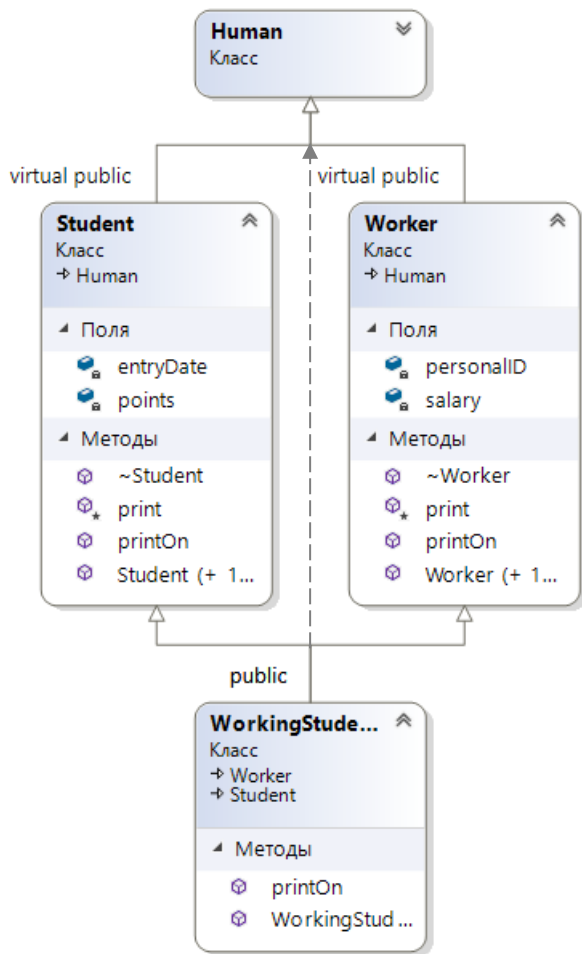 Human
Класс
virtual public
virtual public
Student
Класс
Human
Поля
entryDate
points
Методы
~Student
print
printOn
Student (+ 1...
Worker
Класс
Human
Поля
personalID
salary
Методы
~Worker
print
printOn
Worker (+ 1...
public
WorkingStude...
Класс
Worker
Student
Методы
printOn
WorkingStud ...